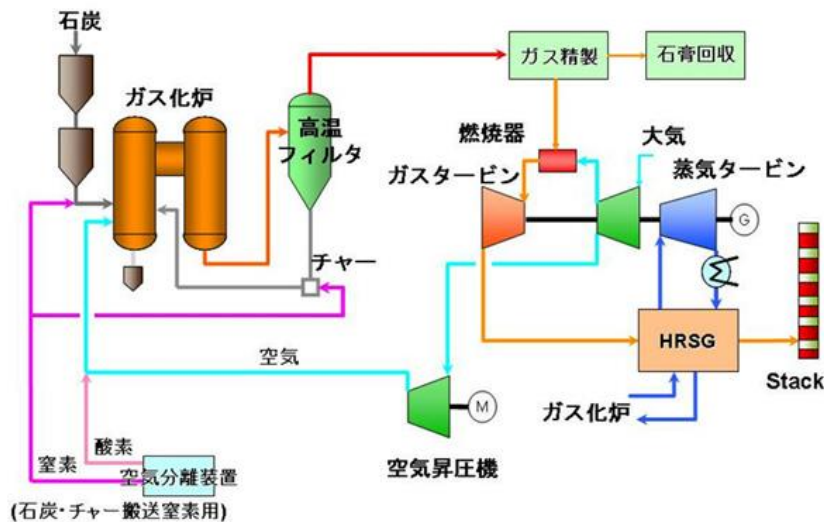 石炭
ガス化炉
高温
フィルタ
チャー
ガス精製
石膏回収
燃焼器
大気
ガスタービン
蒸気タービン
G
HRSG
Stack
ガス化炉
空気
M
空気昇圧機
酸素
窒素
空気分離装置
(石炭・チャー搬送窒素用)